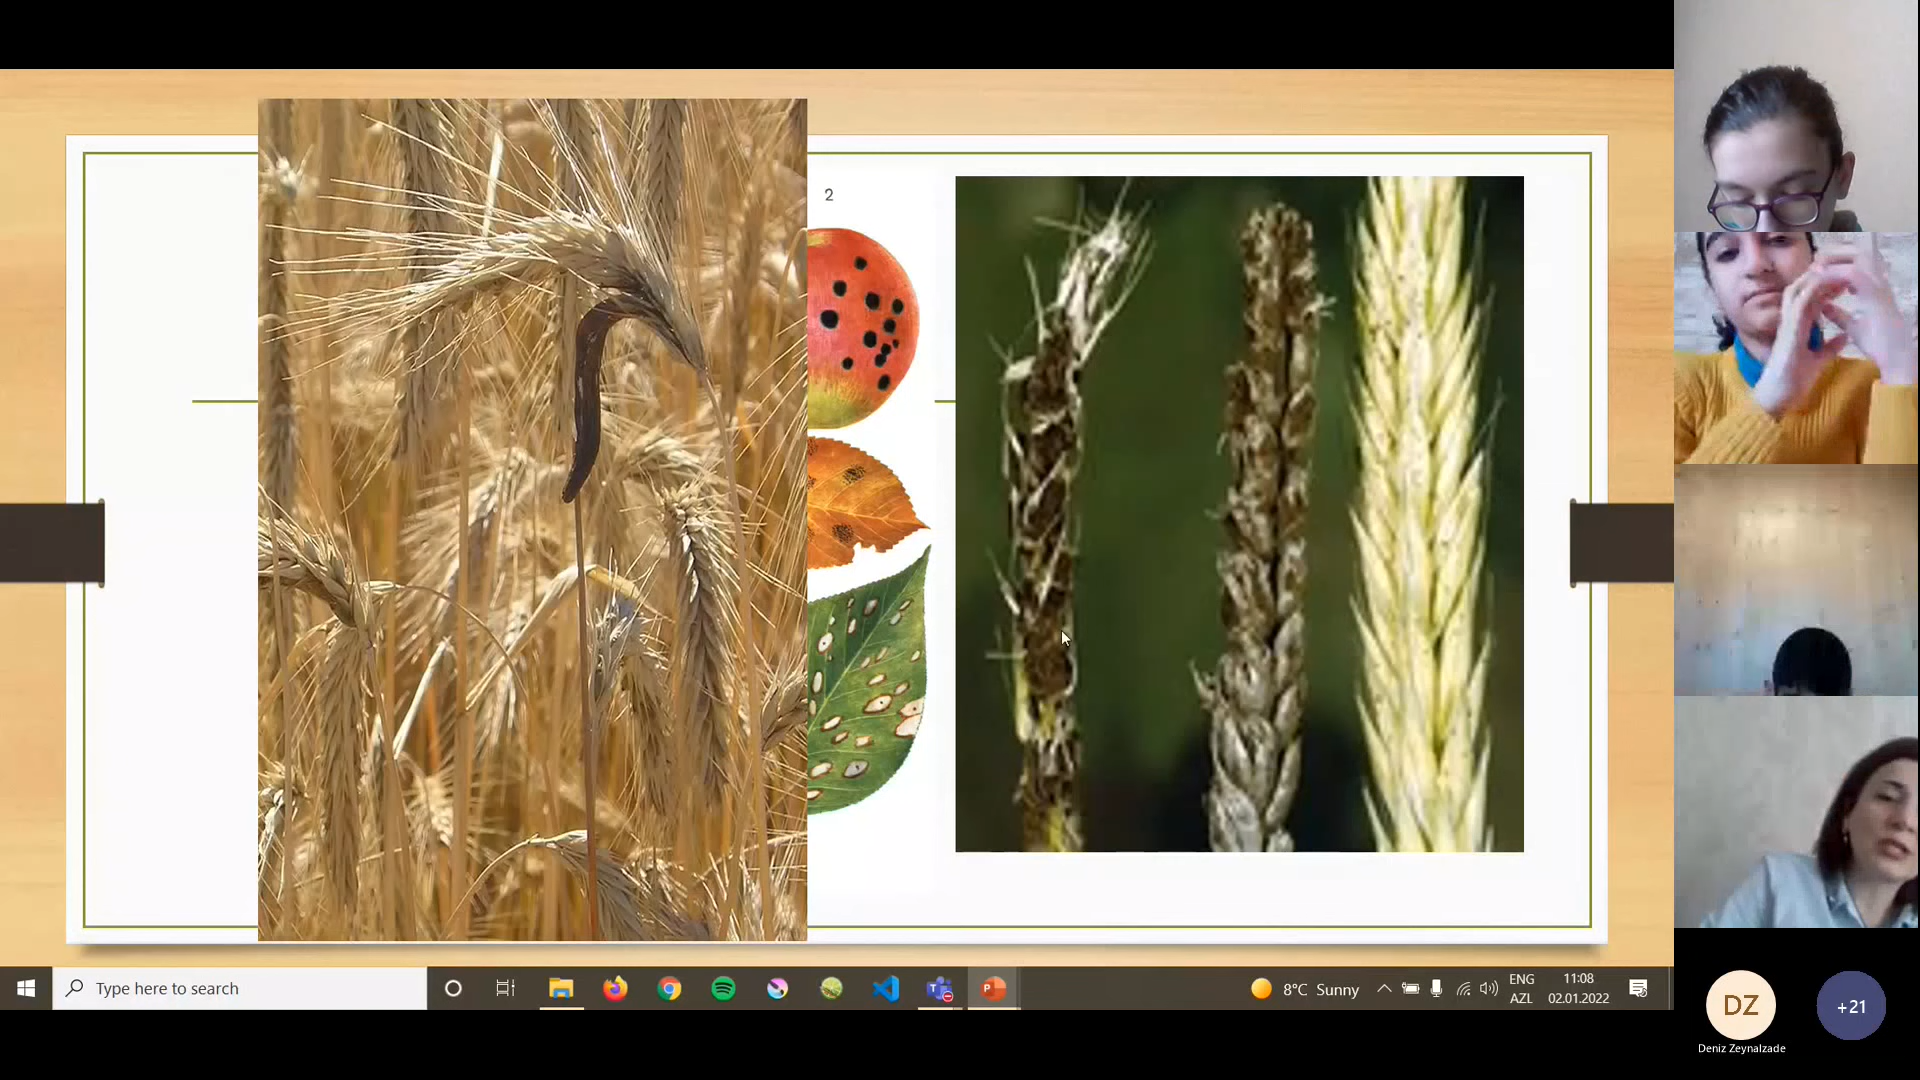 2
Type here to search
8°C Sunny
ENG
AZL
11:08
02.01.2022
DZ
+21
Deniz Zeynalzade